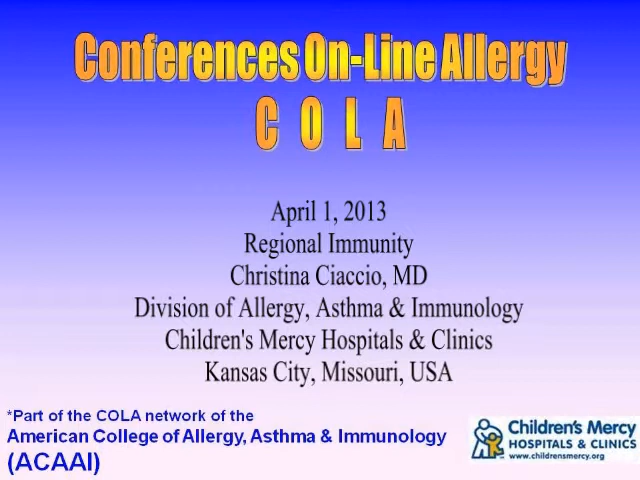 Conferences On-Line Allergy
C O L A
April 1, 2013
Regional Immunity
Christina Ciaccio, MD
Division of Allergy, Asthma & Immunology
Children's Mercy Hospitals & Clinics
Kansas City, Missouri, USA
*Part of the COLA network of the
American College of Allergy, Asthma & Immunology
(ACAAI)
Children's Mercy
HOSPITALS & CLINICS
www.childrensmercy.org